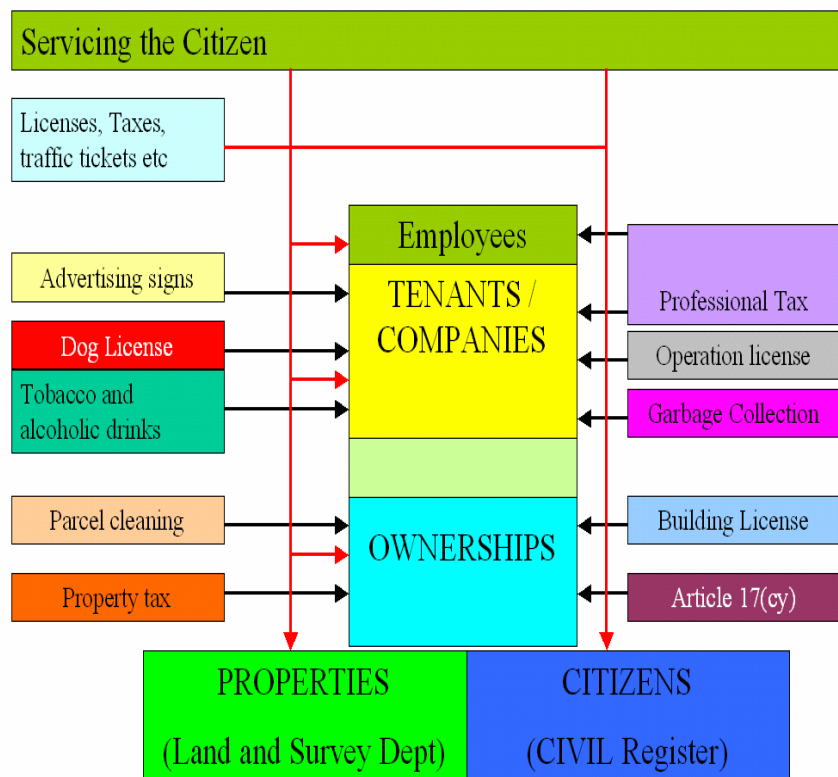 Servicing the Citizen
Licenses, Taxes,
traffic tickets etc
Employees
Advertising signs
TENANTS /
COMPANIES
Professional Tax
Dog License
Operation license
Tobacco and
alcoholic drinks
Garbage Collection
Parcel cleaning
OWNERSHIPS
Building License
Property tax
Article 17(cy)
PROPERTIES
(Land and Survey Dept)
CITIZENS
(CIVIL Register)